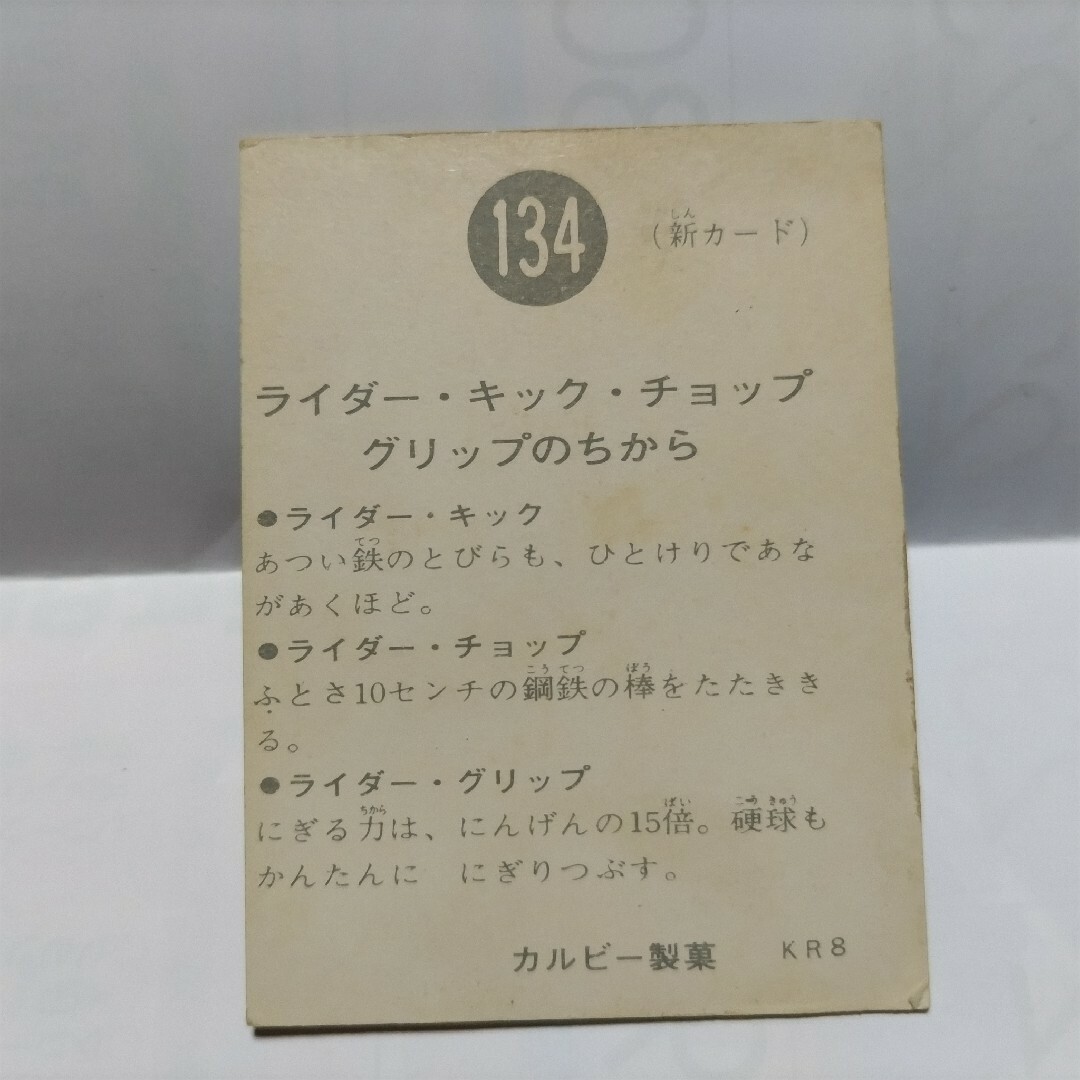 134 (新カード)
ライダー・キック・チョップ
グリップのちから
●ライダー・キック
あつい鉄のとびらも、ひとけりであな
があくほど。
●ライダー・チョップ
ふとさ10センチの鋼鉄の棒をたたきき
る。
●ライダー・グリップ
にぎる力は、にんげんの15倍。硬球も
かんたんに　にぎりつぶす。
カルビー製菓 KR8